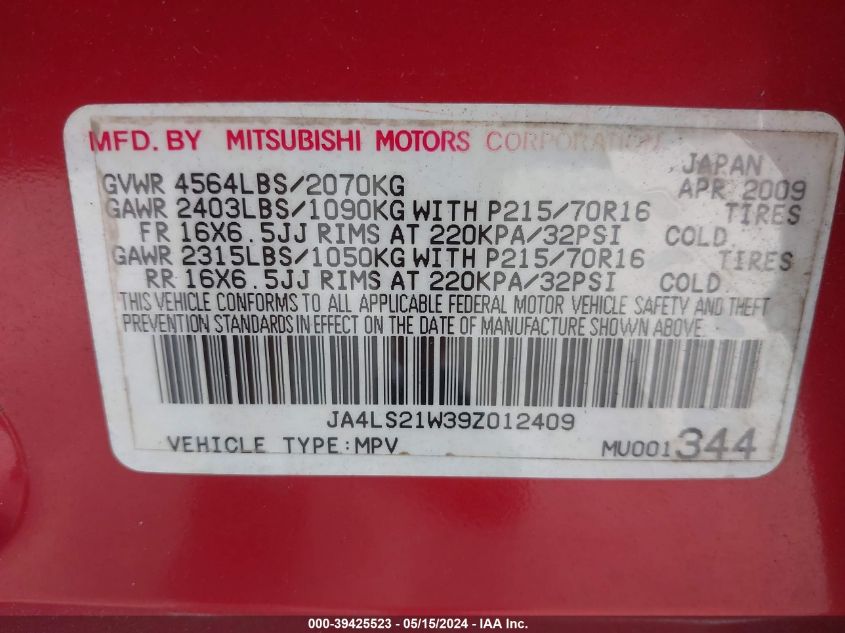 MFD. BY MITSUBISHI MOTORS CORPORATION
JAPAN
GVWR 4564LBS/2070KG APR 2009
GAWR 2403LBS/1090KG WITH P215/70R16 TIRES
FR 16X6.5JJ RIMS AT 220KPA/32PSI COLD
GAWR 2315LBS/1050KG WITH P215/70R16 TIRES
RR 16X6.5JJ RIMS AT 220KPA/32PSI COLD
THIS VEHICLE CONFORMS TO ALL APPLICABLE FEDERAL MOTOR VEHICLE SAFETY AND THEFT
PREVENTION STANDARDS IN EFFECT ON THE DATE OF MANUFACTURE SHOWN ABOVE.
JA4LS21W39Z012409
VEHICLE TYPE:MPV MU001344
000-39425523 - 05/15/2024 - IAA Inc.